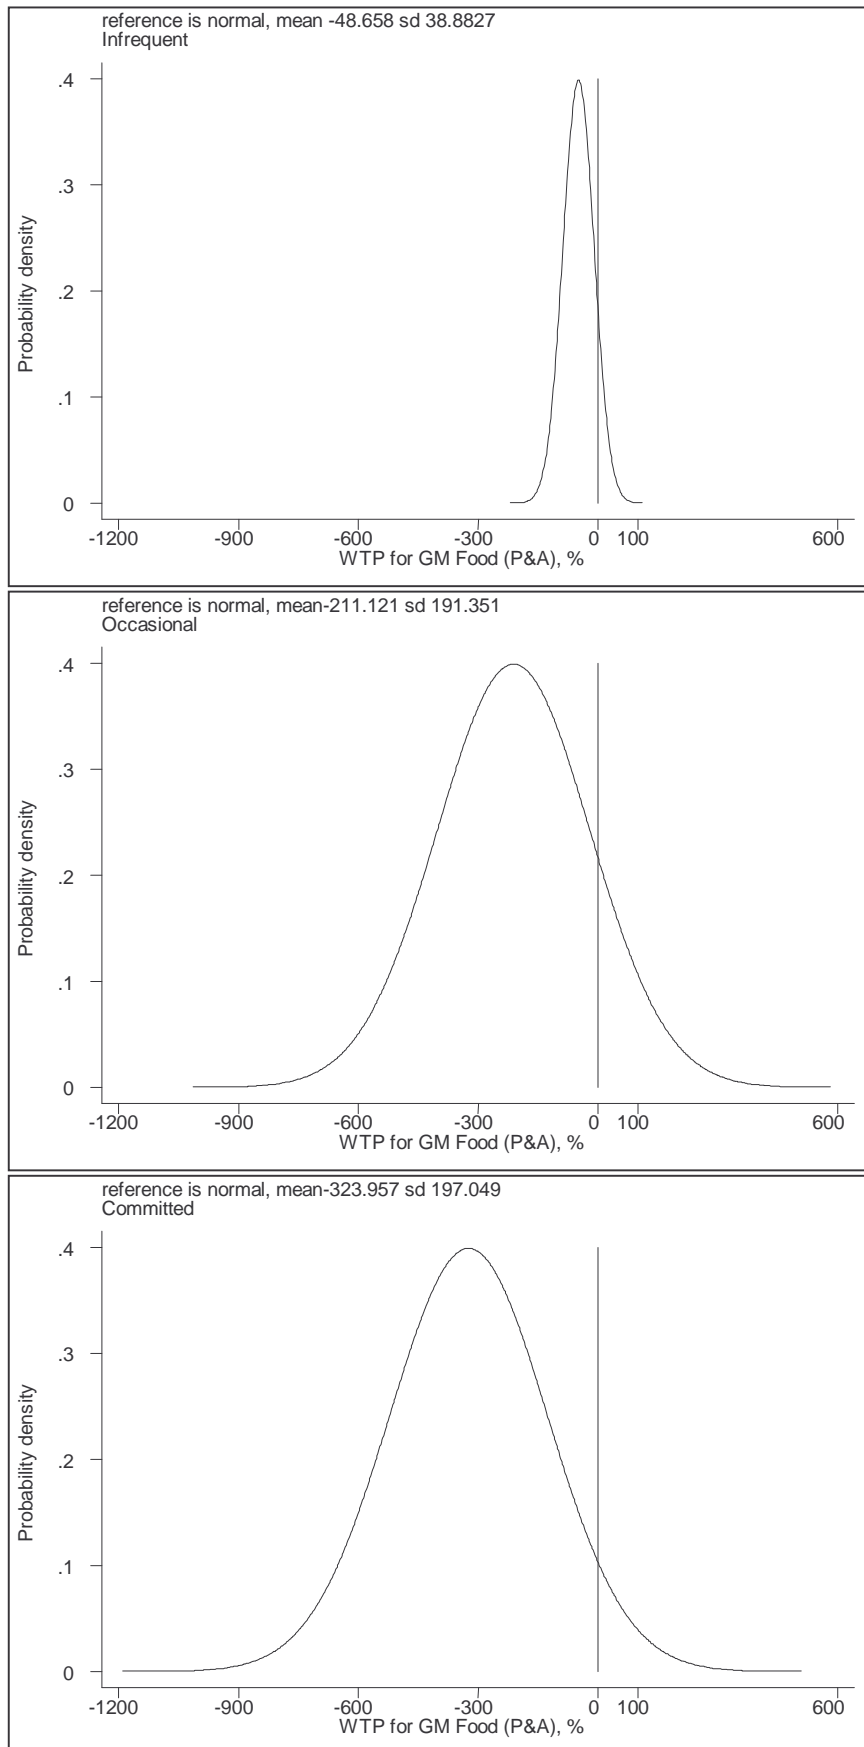 reference is normal, mean -48.658 sd 38.8827
Infrequent
Probability density
.4
.3
.2
.1
0
-1200 -900 -600 -300 0 100 600
WTP for GM Food (P&A), %
reference is normal, mean-211.121 sd 191.351
Occasional
Probability density
.4
.3
.2
.1
0
-1200 -900 -600 -300 0 100 600
WTP for GM Food (P&A), %
reference is normal, mean-323.957 sd 197.049
Committed
Probability density
.4
.3
.2
.1
0
-1200 -900 -600 -300 0 100 600
WTP for GM Food (P&A), %